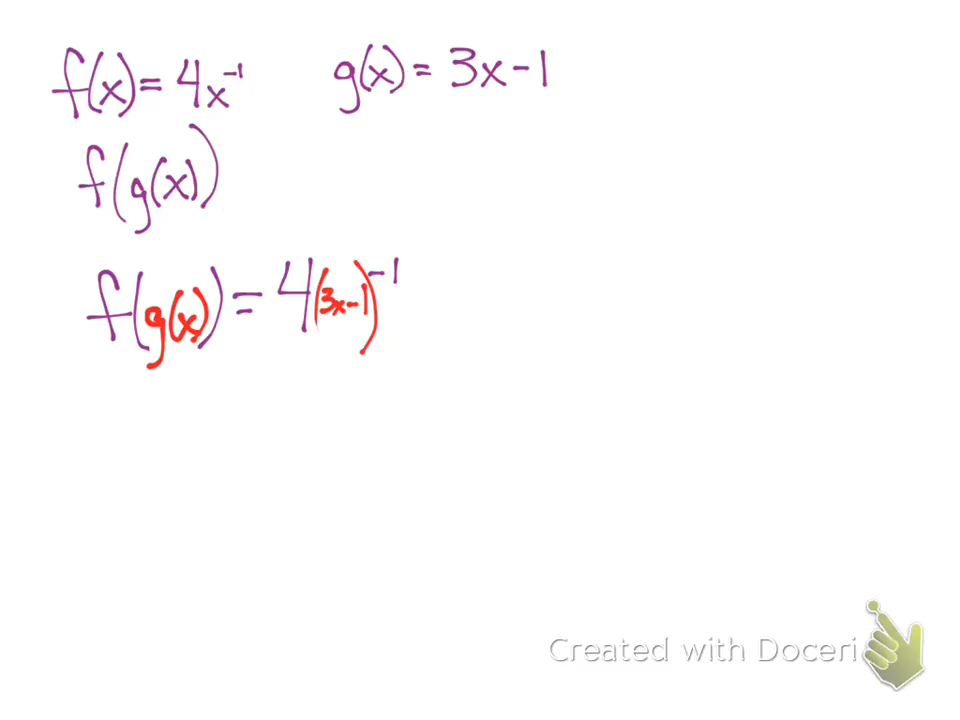 f(x) = 4x⁻¹ g(x) = 3x - 1
f(g(x))
f(g(x)) = 4(3x-1)⁻¹
Created with Doceri